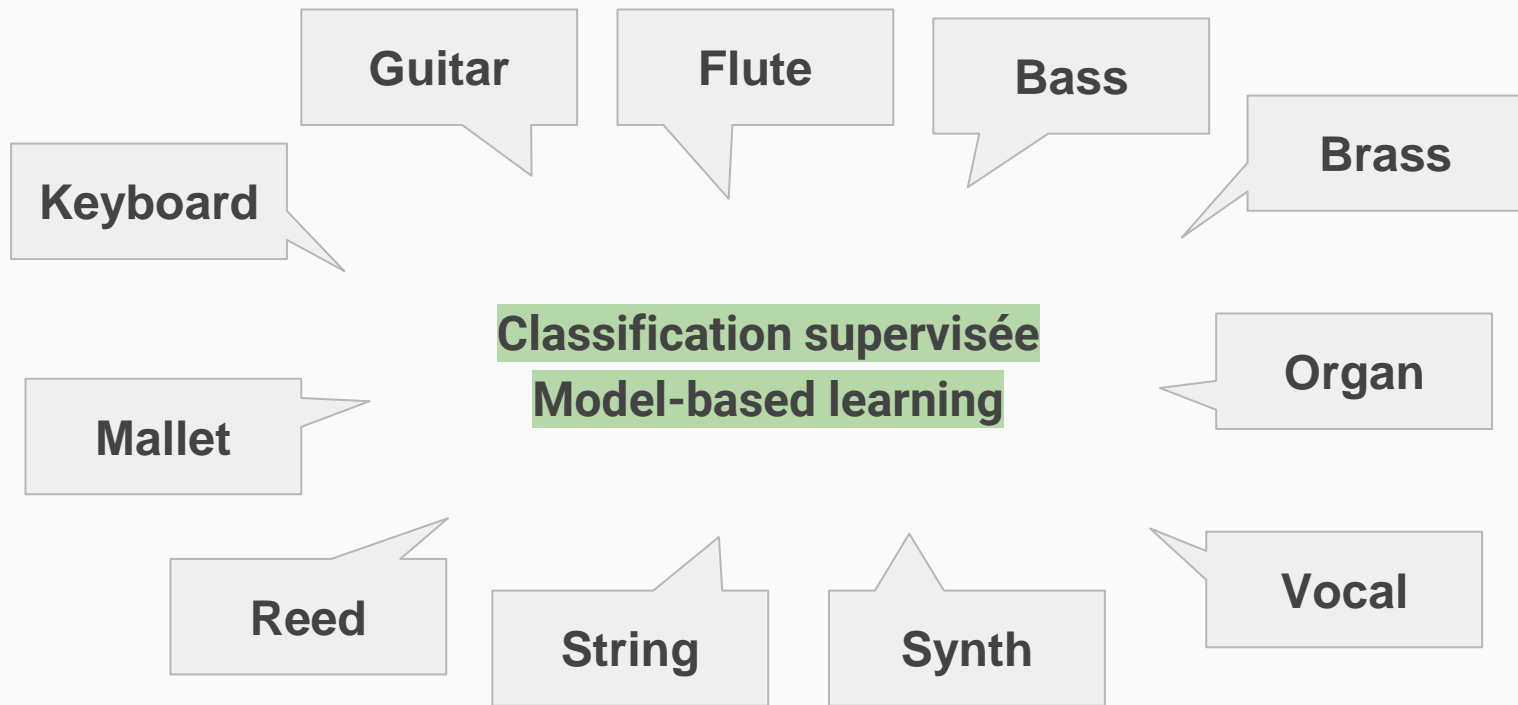 Guitar
Flute
Bass
Brass
Keyboard
Classification supervisée
Model-based learning
Organ
Mallet
Vocal
Reed
String
Synth